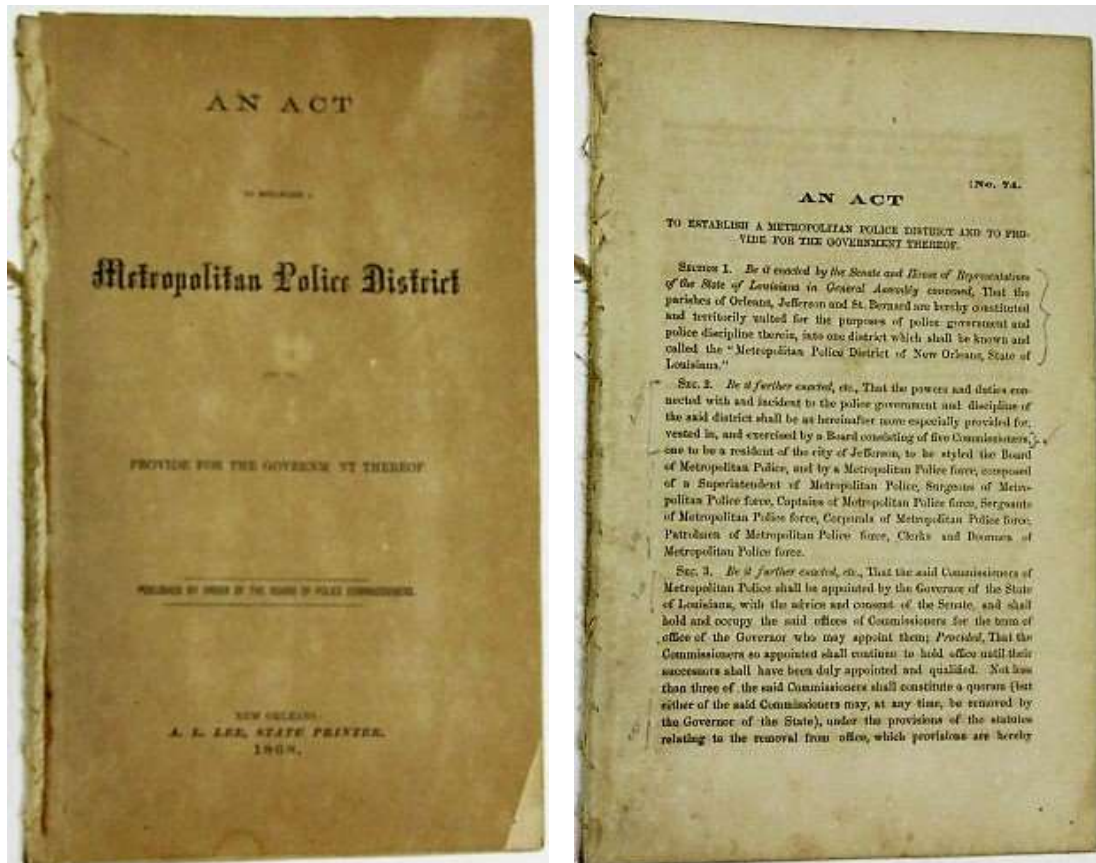 AN ACT
TO ESTABLISH A
Metropolitan Police District
AND TO
PROVIDE FOR THE GOVERNM NT THEREOF
PUBLISHED BY ORDER OF THE BOARD OF POLICE COMMISSIONERS.
NEW ORLEANS:
A. L. LEE, STATE PRINTER.
1868.
[No. 74.
AN ACT
TO ESTABLISH A METROPOLITAN POLICE DISTRICT AND TO PRO-
VIDE FOR THE GOVERNMENT THEREOF.
SECTION 1. Be it enacted by the Senate and House of Representatives
of the State of Louisiana in General Assembly convened, That the
parishes of Orleans, Jefferson and St. Bernard are hereby constituted
and territorily united for the purposes of police government and
police discipline therein, into one district which shall be known and
called the "Metropolitan Police District of New Orleans, State of
Louisiana."
SEC. 2. Be it further enacted, etc., That the powers and duties con-
nected with and incident to the police government and discipline of
the said district shall be as hereinafter more especially provided for,
vested in, and exercised by a Board consisting of five Commissioners,
one to be a resident of the city of Jefferson, to be styled the Board
of Metropolitan Police, and by a Metropolitan Police force, composed
of a Superintendent of Metropolitan Police, Surgeons of Metro-
politan Police force, Captains of Metropolitan Police force, Sergeants
of Metropolitan Police force, Corporals of Metropolitan Police force,
Patrolmen of Metropolitan Police force, Clerks and Doormen of
Metropolitan Police force.
SEC. 3. Be it further enacted, etc., That the said Commissioners of
Metropolitan Police shall be appointed by the Governor of the State
of Louisiana, with the advice and consent of the Senate, and shall
hold and occupy the said offices of Commissioners for the term of
office of the Governor who may appoint them; Provided, That the
Commissioners so appointed shall continue to hold office until their
successors shall have been duly appointed and qualified. Not less
than three of the said Commissioners shall constitute a quorum (but
either of the said Commissioners may, at any time, be removed by
the Governor of the State), under the provisions of the statutes
relating to the removal from office, which provisions are hereby